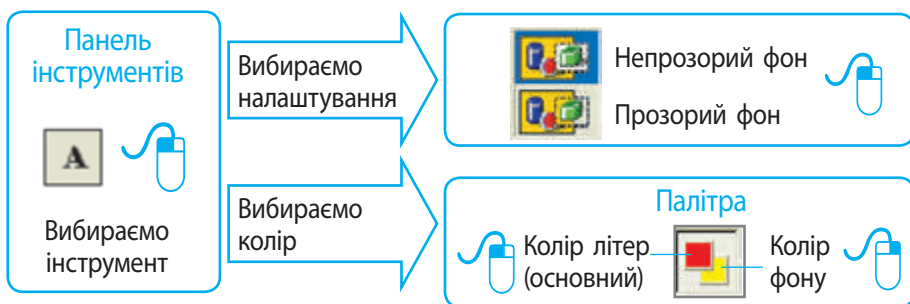 Панель
інструментів
A
Вибираємо
інструмент
Вибираємо
налаштування
Непрозорий фон
Прозорий фон
Вибираємо
колір
Палітра
Колір літер
(основний)
Колір
фону